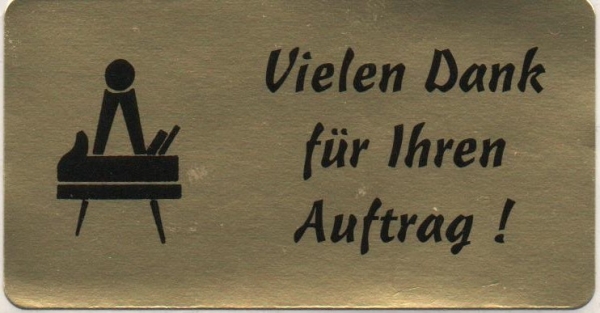 Vielen Dank
für Ihren
Auftrag !